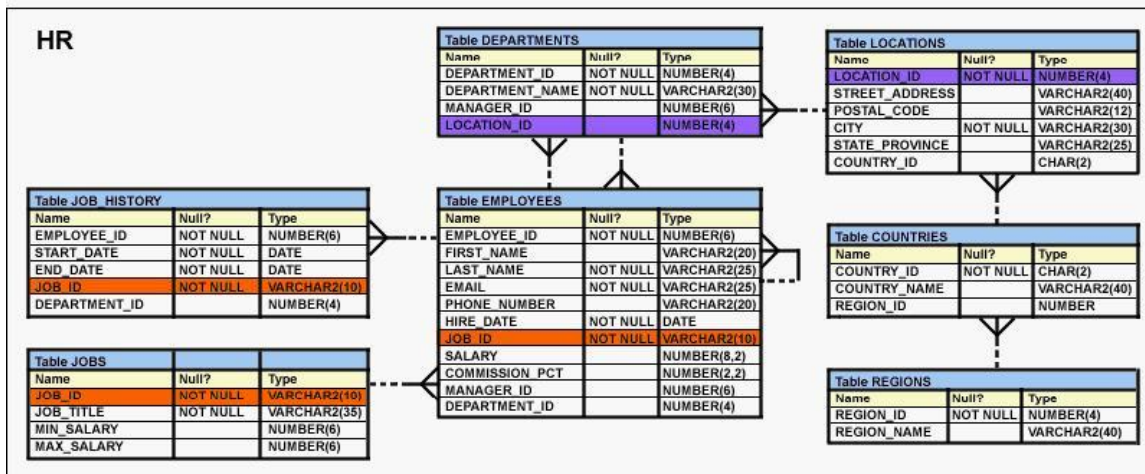 HR
Table DEPARTMENTS
Name Null? Type
DEPARTMENT_ID NOT NULL NUMBER(4)
DEPARTMENT_NAME NOT NULL VARCHAR2(30)
MANAGER_ID NUMBER(6)
LOCATION_ID NUMBER(4)
Table LOCATIONS
Name Null? Type
LOCATION_ID NOT NULL NUMBER(4)
STREET_ADDRESS VARCHAR2(40)
POSTAL_CODE VARCHAR2(12)
CITY NOT NULL VARCHAR2(30)
STATE_PROVINCE VARCHAR2(25)
COUNTRY_ID CHAR(2)
Table JOB_HISTORY
Name Null? Type
EMPLOYEE_ID NOT NULL NUMBER(6)
START_DATE NOT NULL DATE
END_DATE NOT NULL DATE
JOB_ID NOT NULL VARCHAR2(10)
DEPARTMENT_ID NUMBER(4)
Table EMPLOYEES
Name Null? Type
EMPLOYEE_ID NOT NULL NUMBER(6)
FIRST_NAME VARCHAR2(20)
LAST_NAME NOT NULL VARCHAR2(25)
EMAIL NOT NULL VARCHAR2(25)
PHONE_NUMBER VARCHAR2(20)
HIRE_DATE NOT NULL DATE
JOB_ID NOT NULL VARCHAR2(10)
SALARY NUMBER(8,2)
COMMISSION_PCT NUMBER(2,2)
MANAGER_ID NUMBER(6)
DEPARTMENT_ID NUMBER(4)
Table COUNTRIES
Name Null? Type
COUNTRY_ID NOT NULL CHAR(2)
COUNTRY_NAME VARCHAR2(40)
REGION_ID NUMBER
Table JOBS
Name Null? Type
JOB_ID NOT NULL VARCHAR2(10)
JOB_TITLE NOT NULL VARCHAR2(35)
MIN_SALARY NUMBER(6)
MAX_SALARY NUMBER(6)
Table REGIONS
Name Null? Type
REGION_ID NOT NULL NUMBER(4)
REGION_NAME VARCHAR2(40)